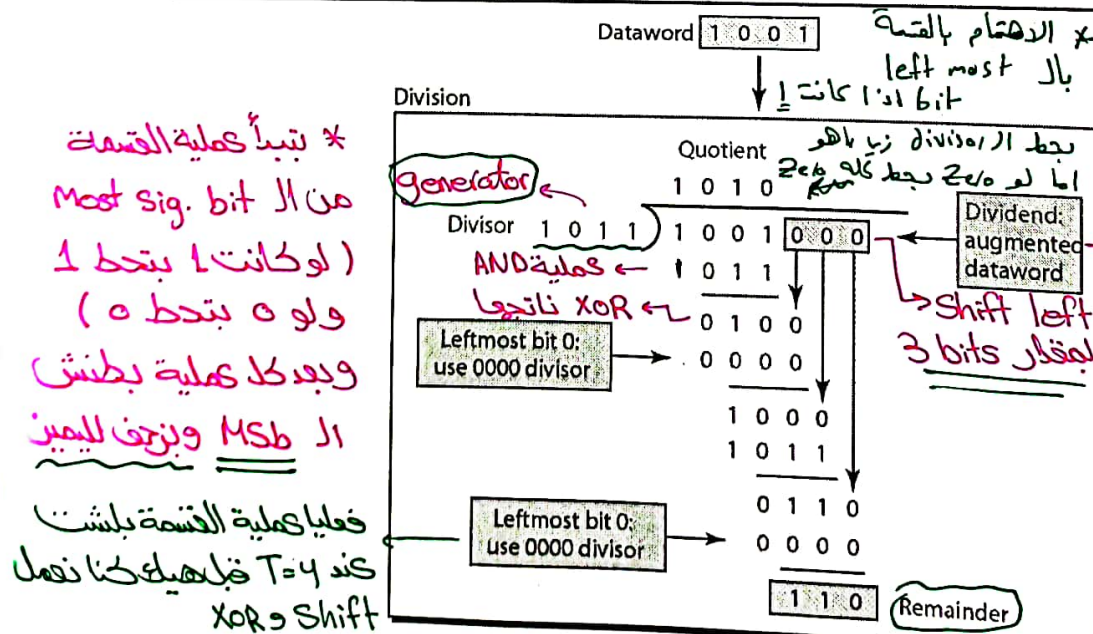 Dataword 1 0 0 1
* الاهتمام بالقسمة
بال left most
bit اذا كانت 1
بحط ال divisor زي ماهو
اما لو Zero بحط كله Zero
Division
* تبدأ عملية القسمة
من ال Most sig. bit
( لو كانت 1 بتحط 1
ولو 0 بتحط 0 )
وبعد كل عملية بطنش
ال MSb وبزحف لليمين
فعليا عملية القسمة بلشت
عند T=4 قبل هيك كنا نعمل
Shift و XOR
generator
Quotient
1 0 1 0
Divisor 1 0 1 1 1 0 0 1 0 0 0
Dividend:
augmented
dataword
Shift left
بمقدار 3 bits
عملية AND
1 0 1 1
ناتجها XOR
0 1 0 0
Leftmost bit 0:
use 0000 divisor
0 0 0 0
1 0 0 0
1 0 1 1
0 1 1 0
Leftmost bit 0:
use 0000 divisor
0 0 0 0
1 1 0 Remainder